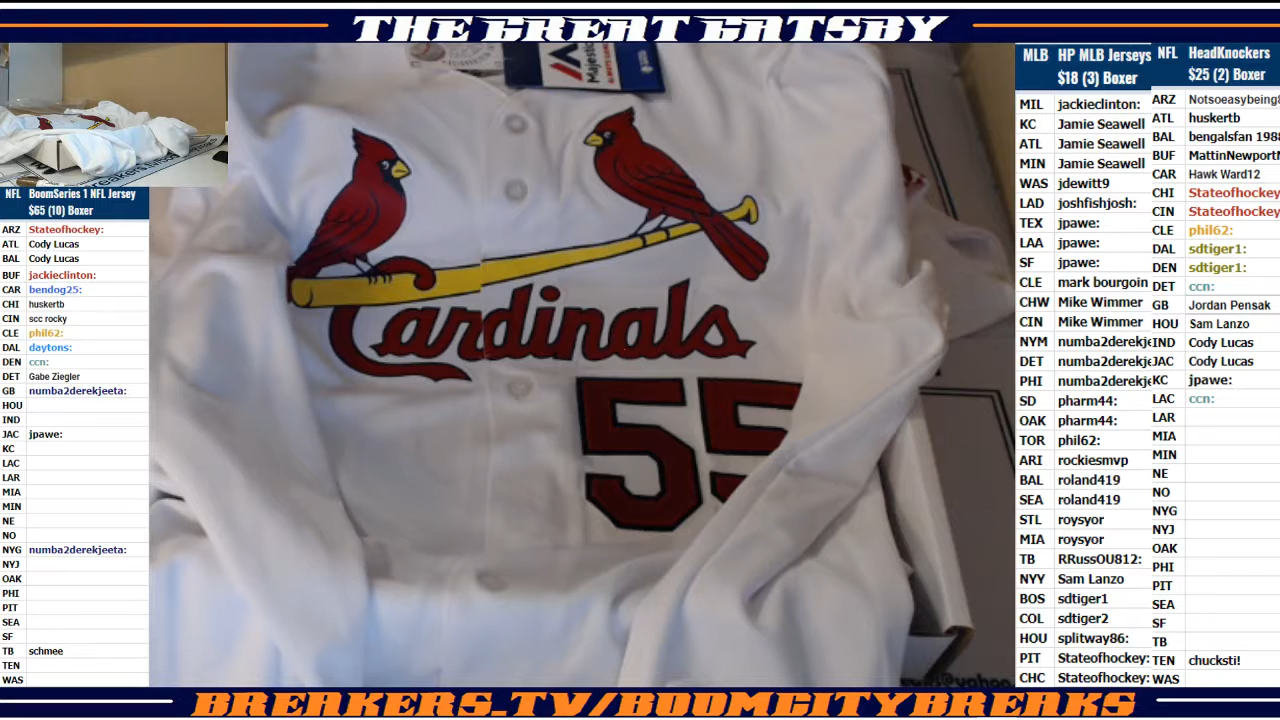 THE GREAT GATSBY
Majestic
Cardinals
55
NFL BoomSeries 1 NFL Jersey
$65 (10) Boxer
ARZ Stateofhockey:
ATL Cody Lucas
BAL Cody Lucas
BUF jackieclinton:
CAR bendog25:
CHI huskertb
CIN scc rocky
CLE phil62:
DAL daytons:
DEN ccn:
DET Gabe Ziegler
GB numba2derekjeeta:
HOU
IND
JAC jpawe:
KC
LAC
LAR
MIA
MIN
NE
NO
NYG numba2derekjeeta:
NYJ
OAK
PHI
PIT
SEA
SF
TB schmee
TEN
WAS
MLB HP MLB Jerseys
$18 (3) Boxer
MIL jackieclinton:
KC Jamie Seawell
ATL Jamie Seawell
MIN Jamie Seawell
WAS jdewitt9
LAD joshfishjosh:
TEX jpawe:
LAA jpawe:
SF jpawe:
CLE mark bourgoin
CHW Mike Wimmer
CIN Mike Wimmer
NYM numba2derekje
DET numba2derekje
PHI numba2derekje
SD pharm44:
OAK pharm44:
TOR phil62:
ARI rockiesmvp
BAL roland419
SEA roland419
STL roysyor
MIA roysyor
TB RRussOU812:
NYY Sam Lanzo
BOS sdtiger1
COL sdtiger2
HOU splitway86:
PIT Stateofhockey:
CHC Stateofhockey:
NFL HeadKnockers
$25 (2) Boxer
ARZ Notsoeasybeing
ATL huskertb
BAL bengalsfan 198
BUF MattinNewport
CAR Hawk Ward12
CHI Stateofhockey
CIN Stateofhockey
CLE phil62:
DAL sdtiger1:
DEN sdtiger1:
DET ccn:
GB Jordan Pensak
HOU Sam Lanzo
IND Cody Lucas
JAC Cody Lucas
KC jpawe:
LAC ccn:
LAR
MIA
MIN
NE
NO
NYG
NYJ
OAK
PHI
PIT
SEA
SF
TB
TEN chucksti!
WAS
BREAKERS.TV/BOOMCITYBREAKS